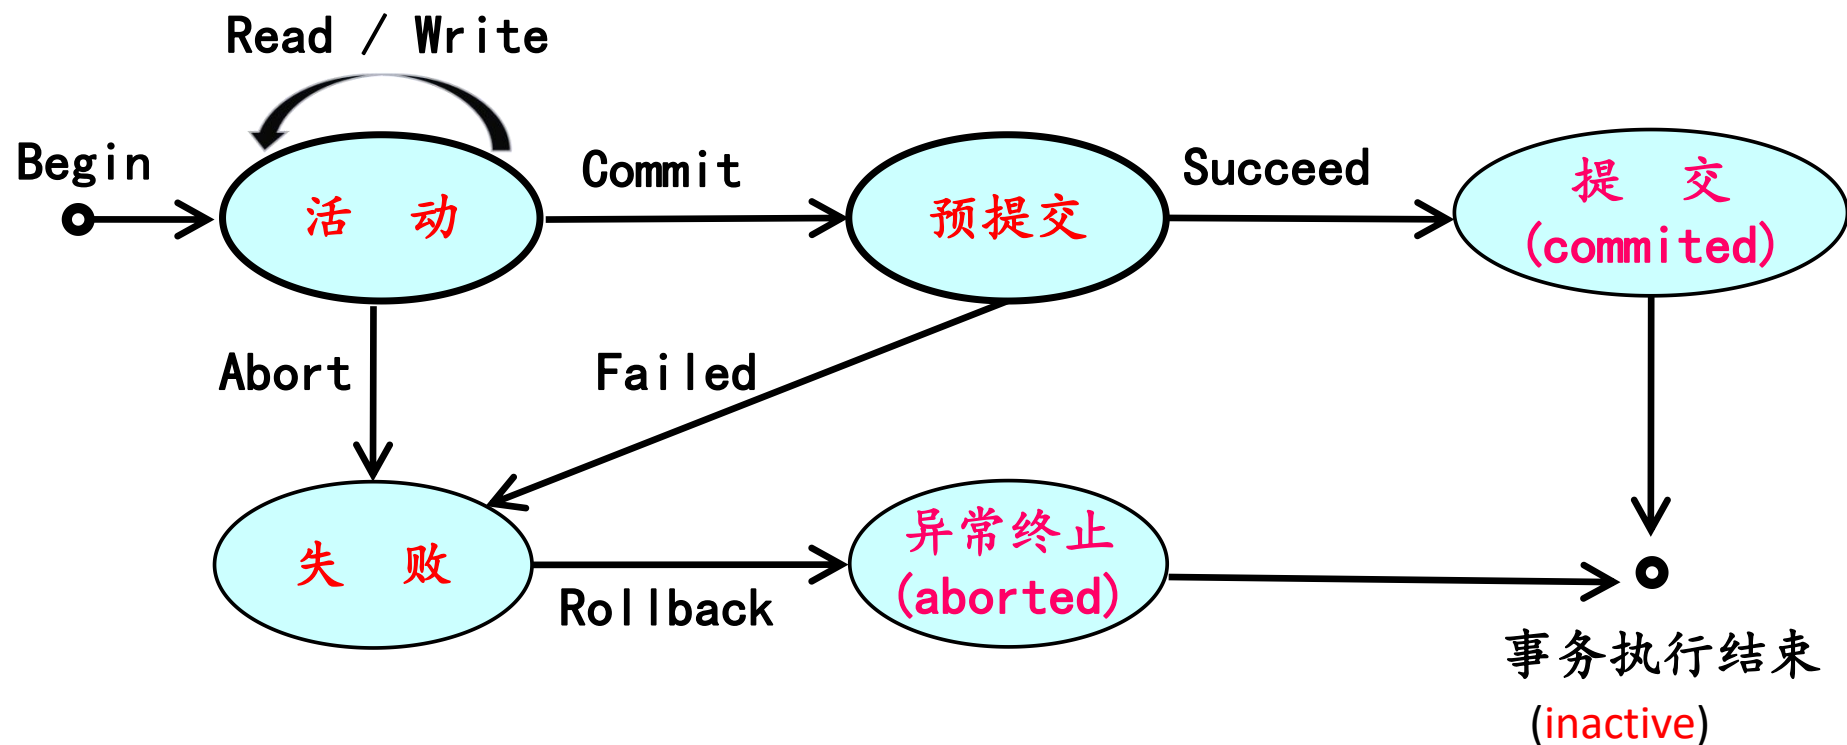 Read / Write
Begin
活 动
Commit
预提交
Succeed
提 交
(commited)
Abort
Failed
失 败
Rollback
异常终止
(aborted)
事务执行结束
(inactive)